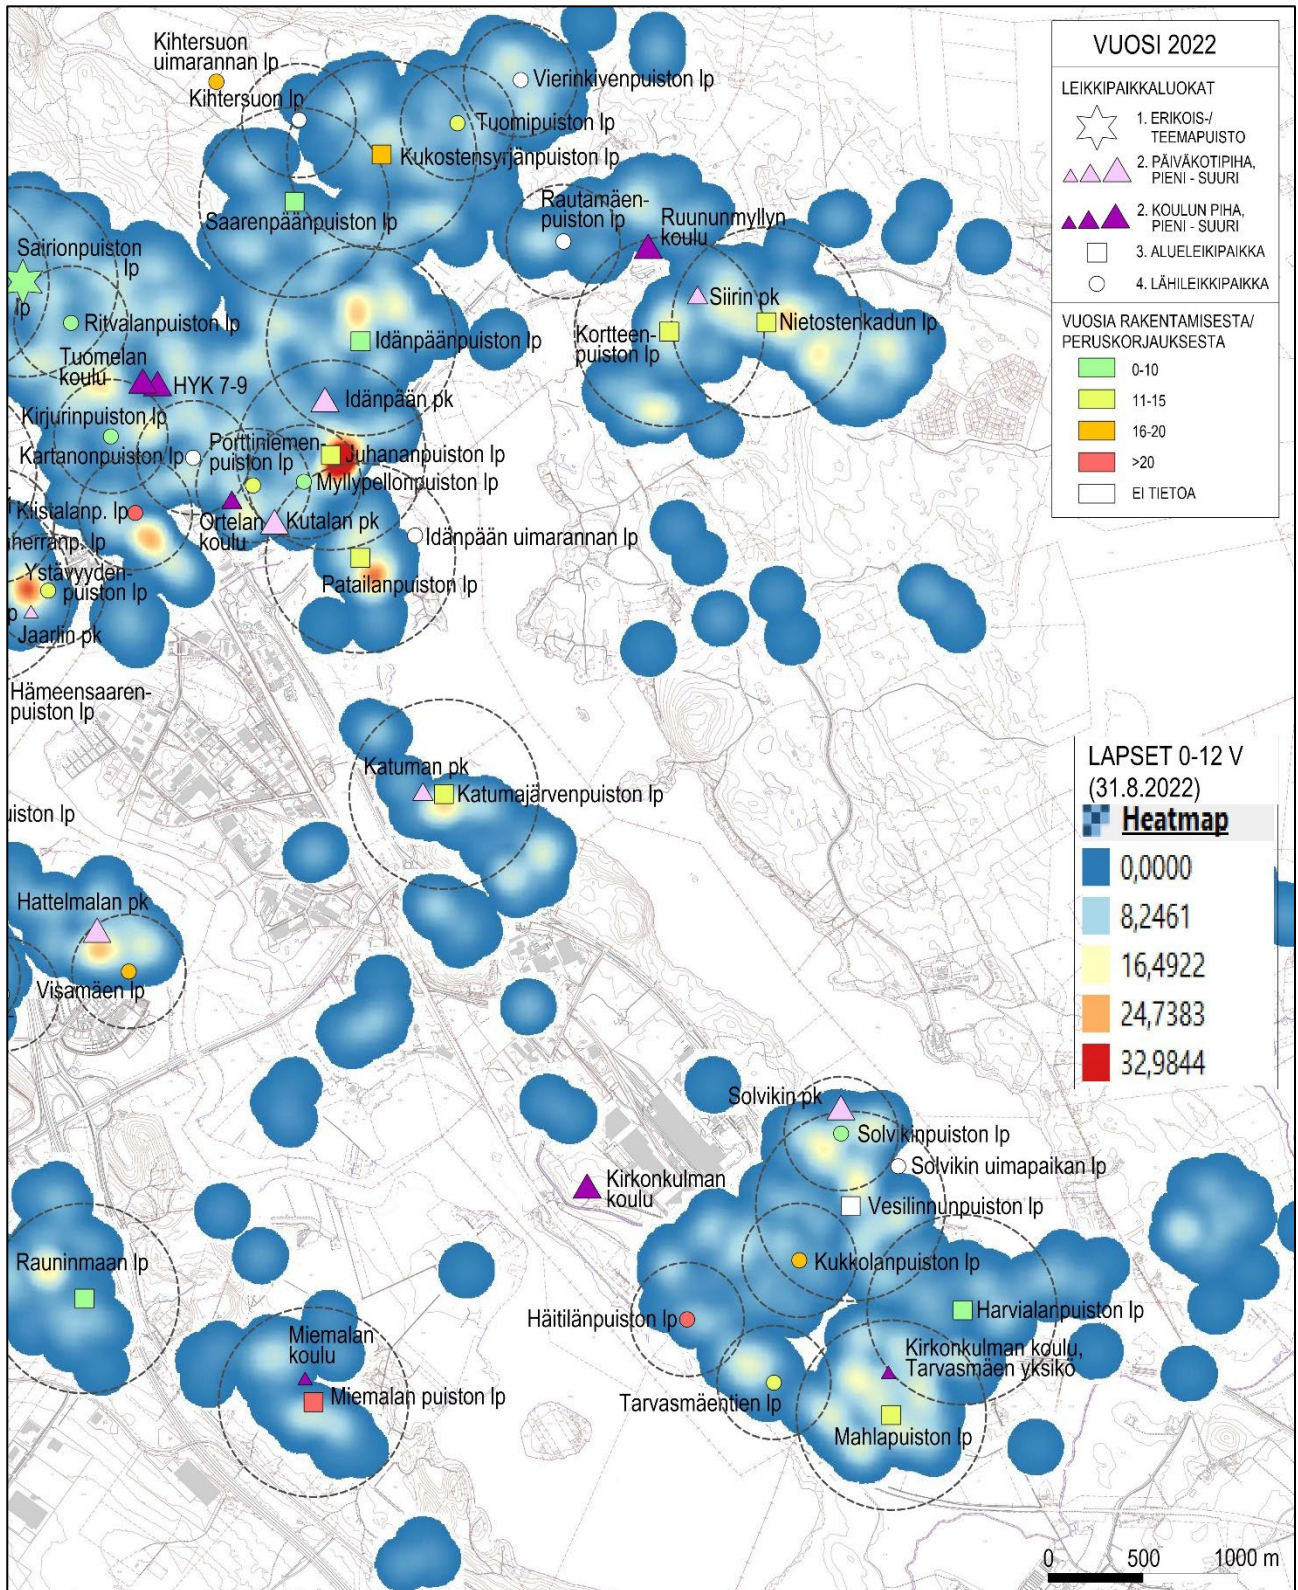 VUOSI 2022
LEIKKIPAIKKALUOKAT
1. ERIKOIS-/
TEEMAPUISTO
2. PÄIVÄKOTIPIHA,
PIENI - SUURI
2. KOULUN PIHA,
PIENI - SUURI
3. ALUELEIKIPAIKKA
4. LÄHILEIKKIPAIKKA
VUOSIA RAKENTAMISESTA/
PERUSKORJAUKSESTA
0-10
11-15
16-20
>20
EI TIETOA
Kihtersuon
uimarannan lp
Kihtersuon lp
Vierinkivenpuiston lp
Tuomipuiston lp
Kukostensyrjänpuiston lp
Saarenpäänpuiston lp
Rautamäen-
puiston lp
Ruununmyllyn
koulu
Sairionpuiston
lp
lp
Siirin pk
Ritvalanpuiston lp
Idänpäänpuiston lp
Kortteen-
puiston lp
Nietostenkadun lp
Tuomelan
koulu
HYK 7-9
Idänpään pk
Kirjurinpuiston lp
Kartanonpuiston lp
Porttiniemen-
puiston lp
Juhananpuiston lp
Myllypellonpuiston lp
Kiistalanp. lp
Ortelan
koulu
Kutalan pk
Idänpään uimarannan lp
nherranp. lp
Ystävyyden-
puiston lp
Patailanpuiston lp
p
Jaarlin pk
Hämeensaaren-
puiston lp
Katuman pk
Katumajärvenpuiston lp
uiston lp
LAPSET 0-12 V
(31.8.2022)
Heatmap
0,0000
8,2461
16,4922
24,7383
32,9844
Hattelmalan pk
Visamäen lp
Solvikin pk
Solvikinpuiston lp
Solvikin uimapaikan lp
Kirkonkulman
koulu
Vesilinnunpuiston lp
Rauninmaan lp
Kukkolanpuiston lp
Häitilänpuiston lp
Harvialanpuiston lp
Miemalan
koulu
Kirkonkulman koulu,
Tarvasmäen yksikö
Miemalan puiston lp
Tarvasmäentien lp
Mahlapuiston lp
0 500 1000 m